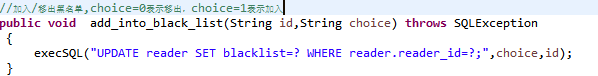 //加入/移出黑名单,choice=0表示移出，choice=1表示加入
public void  add_into_black_list(String id,String choice) throws SQLException
{
execSQL("UPDATE reader SET blacklist=? WHERE reader.reader_id=?;",choice,id);
}